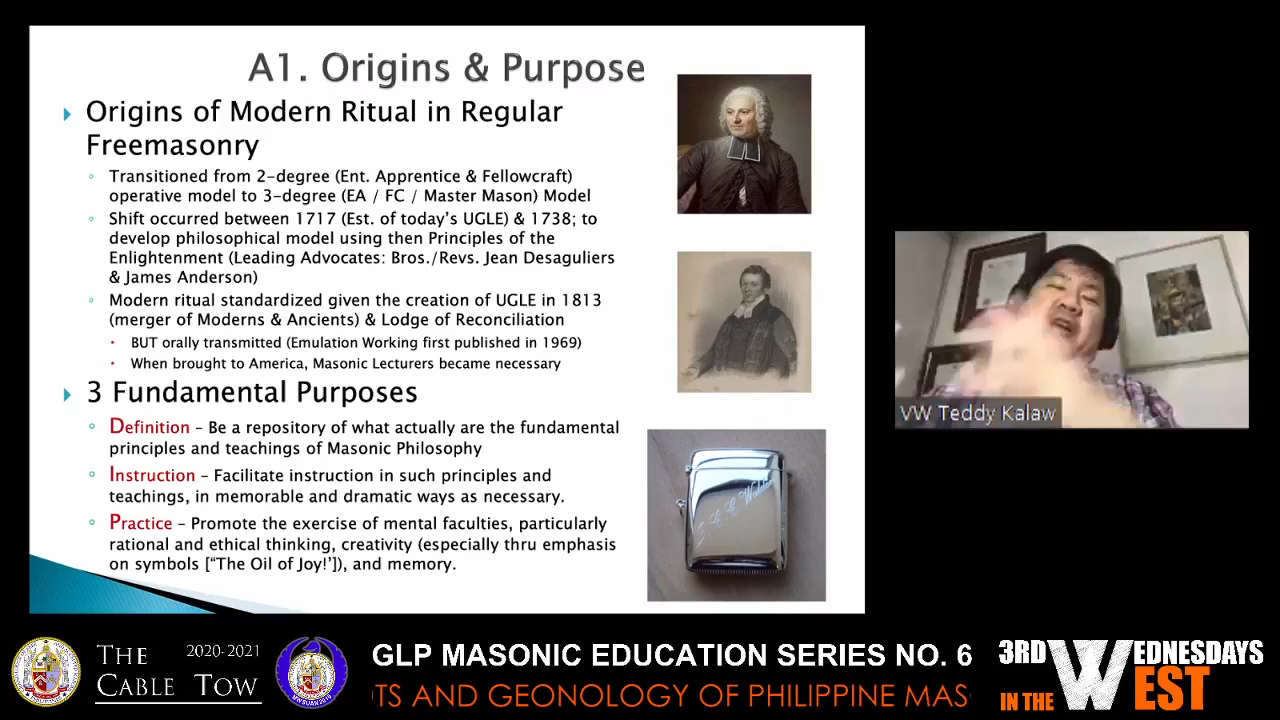 A1. Origins & Purpose
Origins of Modern Ritual in Regular
Freemasonry
Transitioned from 2-degree (Ent. Apprentice & Fellowcraft)
operative model to 3-degree (EA / FC / Master Mason) Model
Shift occurred between 1717 (Est. of today's UGLE) & 1738; to
develop philosophical model using then Principles of the
Enlightenment (Leading Advocates: Bros./Revs. Jean Desaguliers
& James Anderson)
Modern ritual standardized given the creation of UGLE in 1813
(merger of Moderns & Ancients) & Lodge of Reconciliation
BUT orally transmitted (Emulation Working first published in 1969)
When brought to America, Masonic Lecturers became necessary
3 Fundamental Purposes
Definition – Be a repository of what actually are the fundamental
principles and teachings of Masonic Philosophy
Instruction – Facilitate instruction in such principles and
teachings, in memorable and dramatic ways as necessary.
Practice – Promote the exercise of mental faculties, particularly
rational and ethical thinking, creativity (especially thru emphasis
on symbols ["The Oil of Joy!']), and memory.
VW Teddy Kalaw
THE 2020-2021
CABLE TOW
GLP MASONIC EDUCATION SERIES NO. 6
TS AND GEONOLOGY OF PHILIPPINE MAS
3RD WEDNESDAYS
IN THE WEST